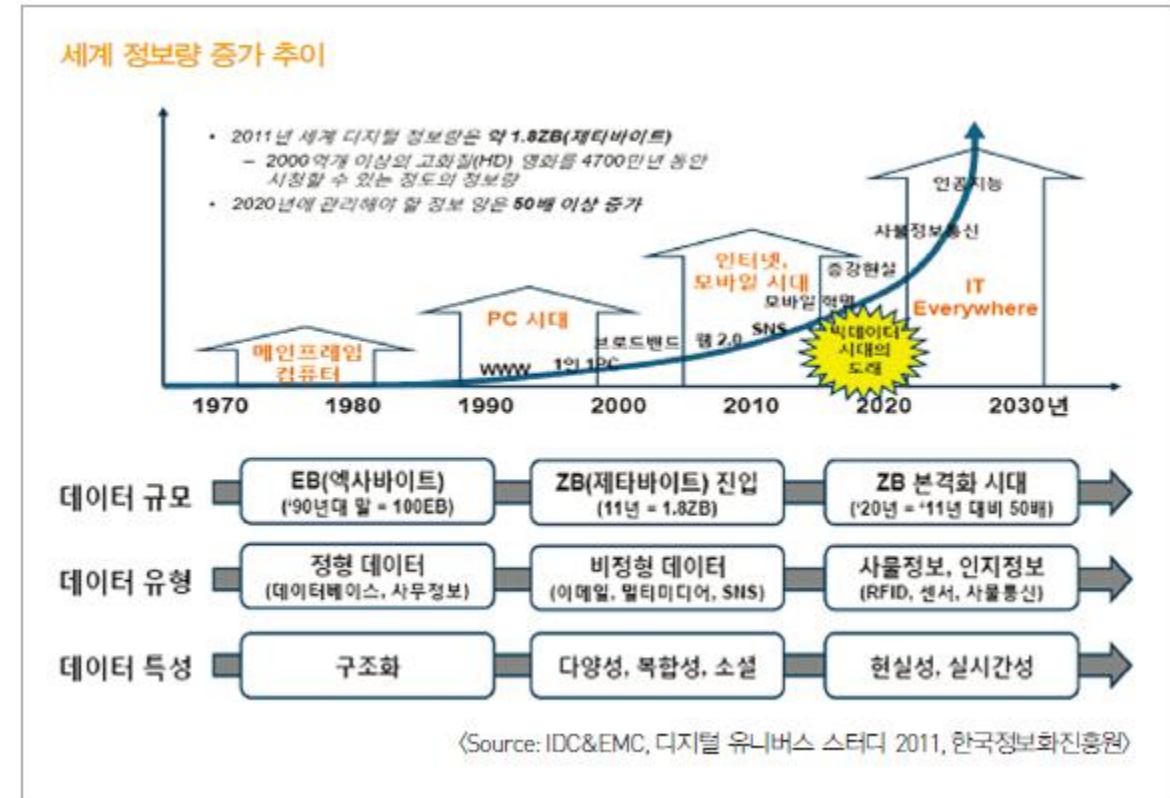 세계 정보량 증가 추이
• 2011년 세계 디지털 정보량은 약 1.8ZB(제타바이트)
– 2000억개 이상의 고화질(HD) 영화를 4700만년 동안
시청할 수 있는 정도의 정보량
• 2020년에 관리해야 할 정보 양은 50배 이상 증가
메인프레임
컴퓨터
PC 시대
인터넷,
모바일 시대
IT
Everywhere
WWW
1인 1PC
브로드밴드
웹 2.0
SNS
모바일 혁명
증강현실
사물정보통신
인공지능
빅데이터
시대의
도래
1970 1980 1990 2000 2010 2020 2030년
데이터 규모
EB(엑사바이트)
(‘90년대 말 = 100EB)
ZB(제타바이트) 진입
(11년 = 1.8ZB)
ZB 본격화 시대
(‘20년 = ‘11년 대비 50배)
데이터 유형
정형 데이터
(데이터베이스, 사무정보)
비정형 데이터
(이메일, 멀티미디어, SNS)
사물정보, 인지정보
(RFID, 센서, 사물통신)
데이터 특성
구조화
다양성, 복합성, 소셜
현실성, 실시간성
〈Source: IDC&EMC, 디지털 유니버스 스터디 2011, 한국정보화진흥원〉